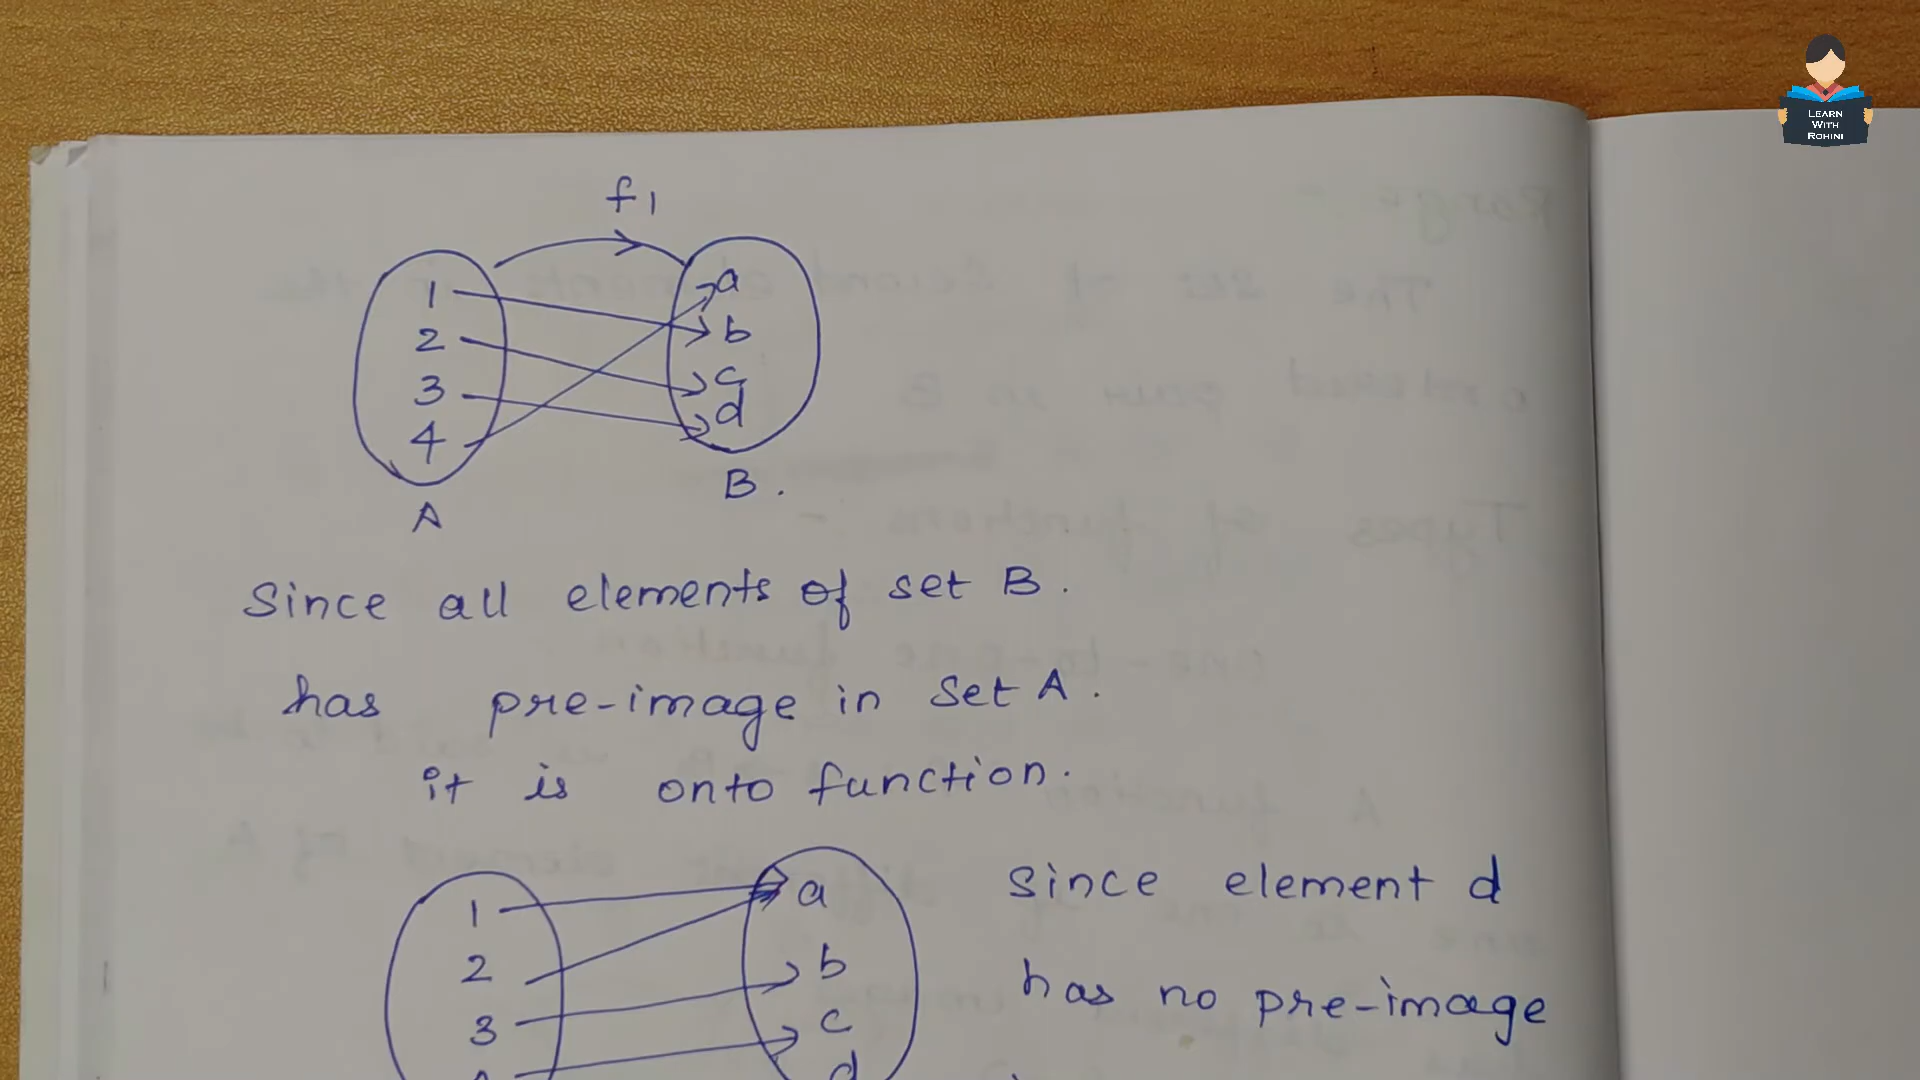 LEARN
WITH
ROHINI
f1
1
2
3
4
A
a
b
c
d
B.
Since all elements of set B.
has pre-image in set A.
it is onto function.
1
2
3
a
b
c
d
since element d
has no pre-image